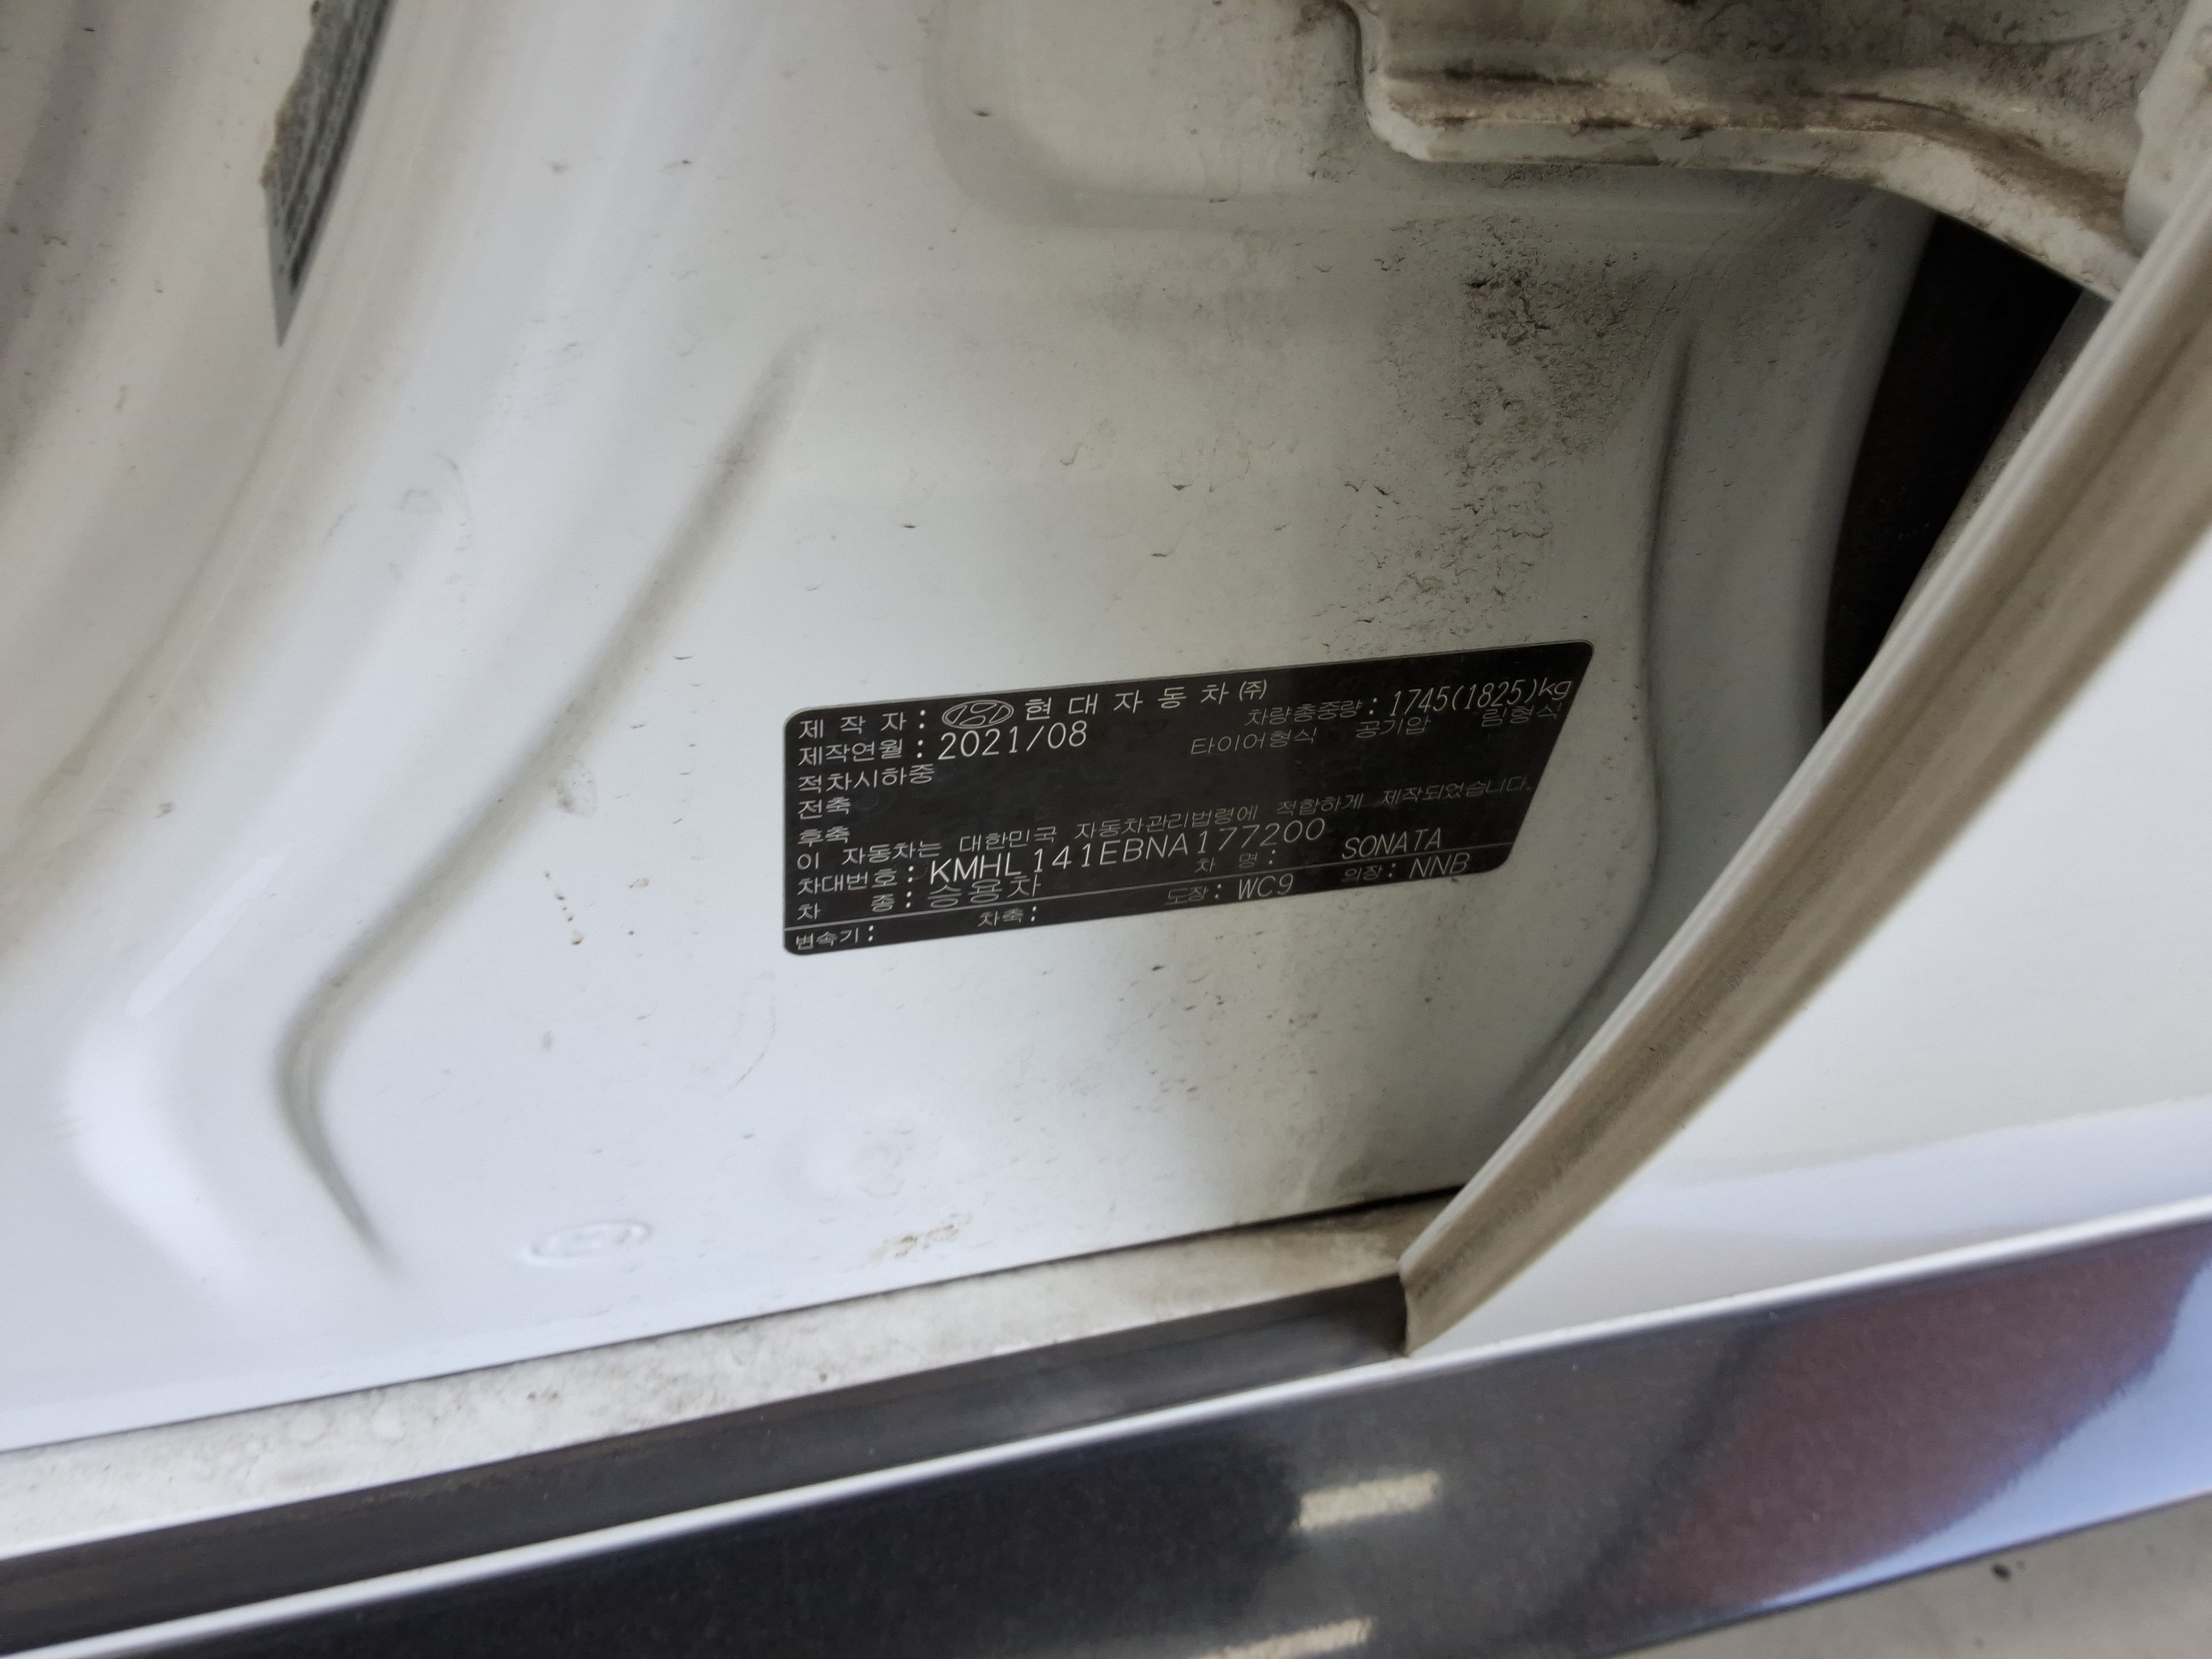 제 작 자 : 현 대 자 동 차 (주)
제작연월 : 2021/08 차량총중량 : 1745(1825)kg
적차시하중 타이어형식 공기압 림형식
전축
후축
이 자동차는 대한민국 자동차관리법령에 적합하게 제작되었습니다.
차대번호 : KMHL141EBNA177200
차 종 : 승용차 차 명 : SONATA
변속기 : 차축 : 도장 : WC9 의장 : NNB